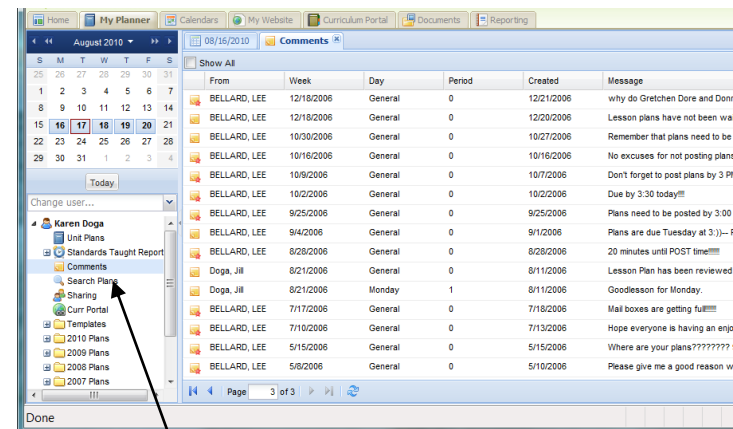 Home My Planner Calendars My Website Curriculum Portal Documents Reporting
August 2010
08/16/2010 Comments
S M T W T F S
25 26 27 28 29 30 31
1 2 3 4 5 6 7
8 9 10 11 12 13 14
15 16 17 18 19 20 21
22 23 24 25 26 27 28
29 30 31 1 2 3 4
Today
Change user...
Karen Doga
Unit Plans
Standards Taught Report
Comments
Search Plans
Sharing
Curr Portal
Templates
2010 Plans
2009 Plans
2008 Plans
2007 Plans
Show All
From Week Day Period Created Message
BELLARD, LEE 12/18/2006 General 0 12/21/2006 why do Gretchen Dore and Donn
BELLARD, LEE 12/18/2006 General 0 12/20/2006 Lesson plans have not been wai
BELLARD, LEE 10/30/2006 General 0 10/27/2006 Remember that plans need to be
BELLARD, LEE 10/16/2006 General 0 10/16/2006 No excuses for not posting plans
BELLARD, LEE 10/9/2006 General 0 10/7/2006 Don't forget to post plans by 3 PM
BELLARD, LEE 10/2/2006 General 0 10/2/2006 Due by 3:30 today!!!!
BELLARD, LEE 9/25/2006 General 0 9/25/2006 Plans need to be posted by 3:00
BELLARD, LEE 9/4/2006 General 0 9/1/2006 Plans are due Tuesday at 3:))--
BELLARD, LEE 8/28/2006 General 0 8/28/2006 20 minutes until POST time!!!!!!
Doga, Jill 8/21/2006 General 0 8/11/2006 Lesson Plan has been reviewed
Doga, Jill 8/21/2006 Monday 1 8/11/2006 Goodlesson for Monday.
BELLARD, LEE 7/17/2006 General 0 7/18/2006 Mail boxes are getting full!!!!!
BELLARD, LEE 7/10/2006 General 0 7/13/2006 Hope everyone is having an enjo
BELLARD, LEE 5/15/2006 General 0 5/15/2006 Where are your plans????????
BELLARD, LEE 5/8/2006 General 0 5/10/2006 Please give me a good reason w
Page 3 of 3
Done